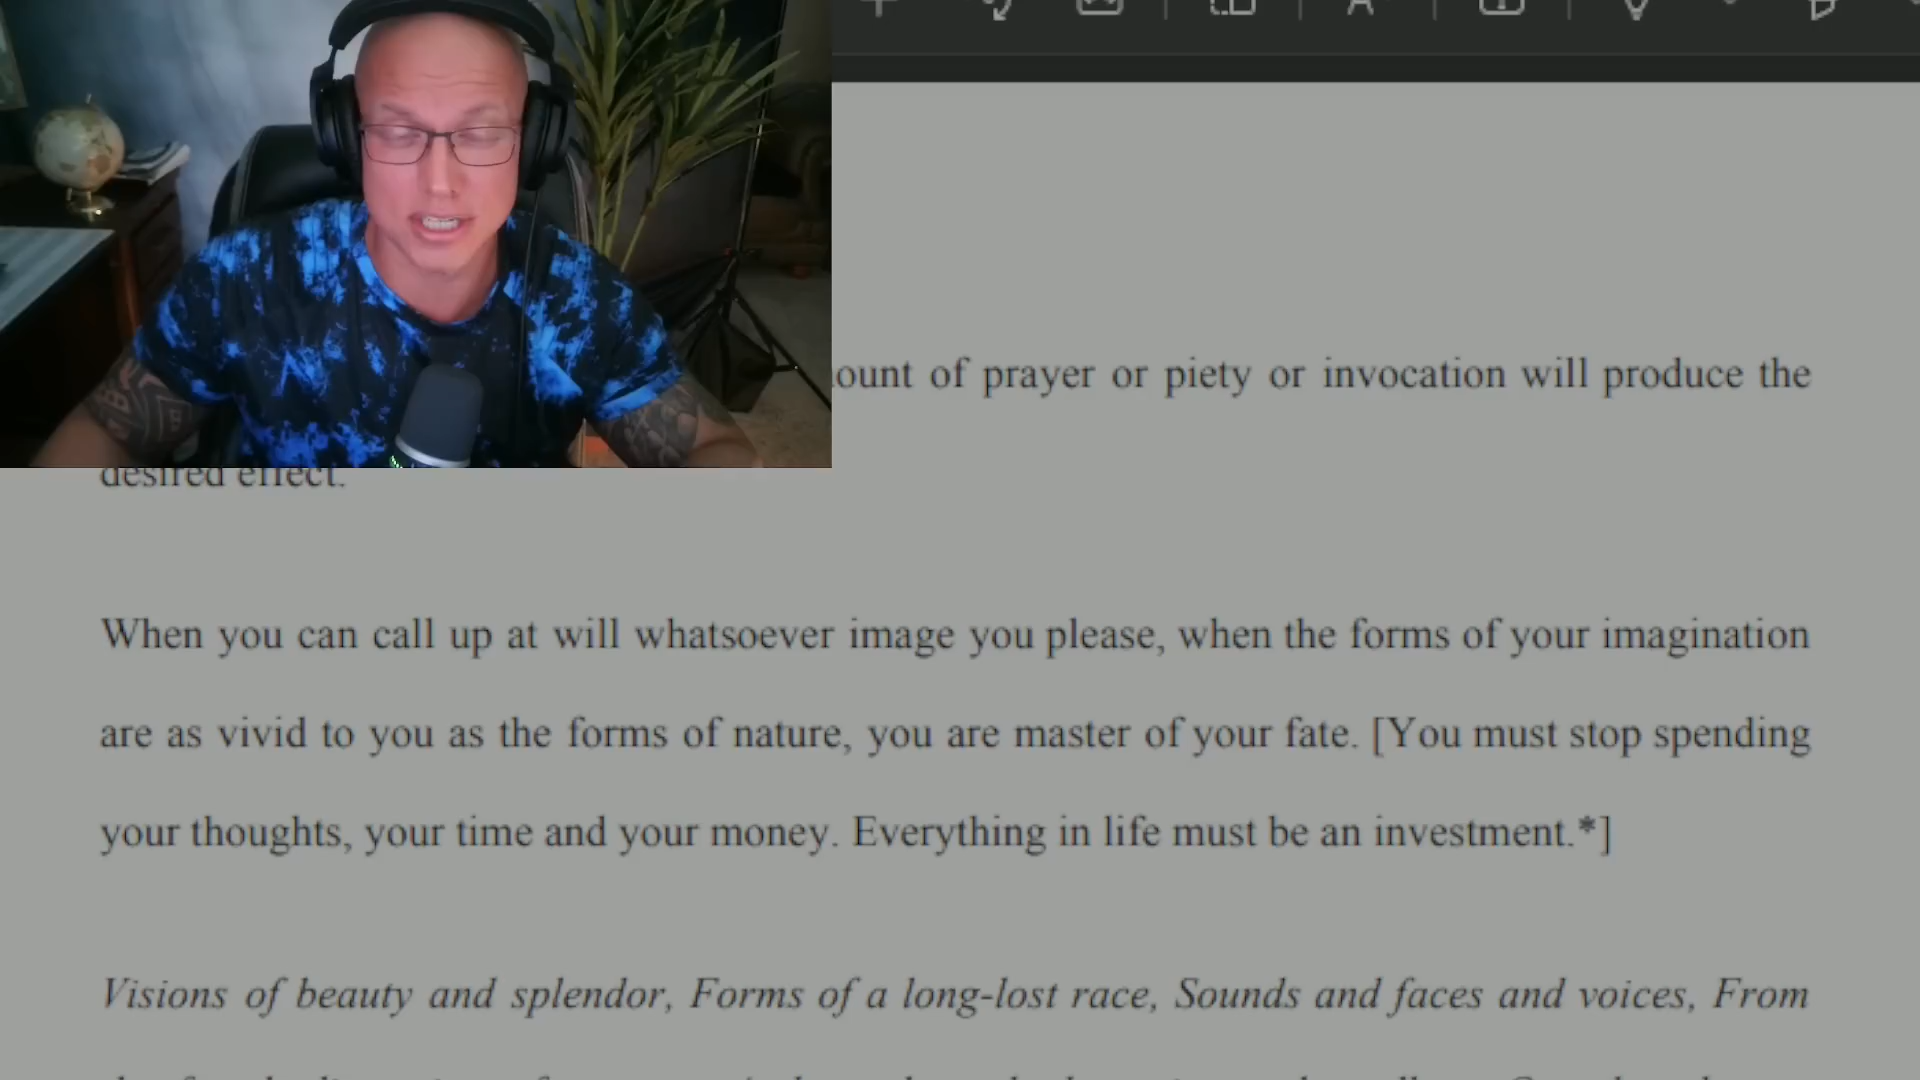 of prayer or piety or invocation will produce the
desired effect.
When you can call up at will whatsoever image you please, when the forms of your imagination
are as vivid to you as the forms of nature, you are master of your fate. [You must stop spending
your thoughts, your time and your money. Everything in life must be an investment.*]
Visions of beauty and splendor, Forms of a long-lost race, Sounds and faces and voices, From